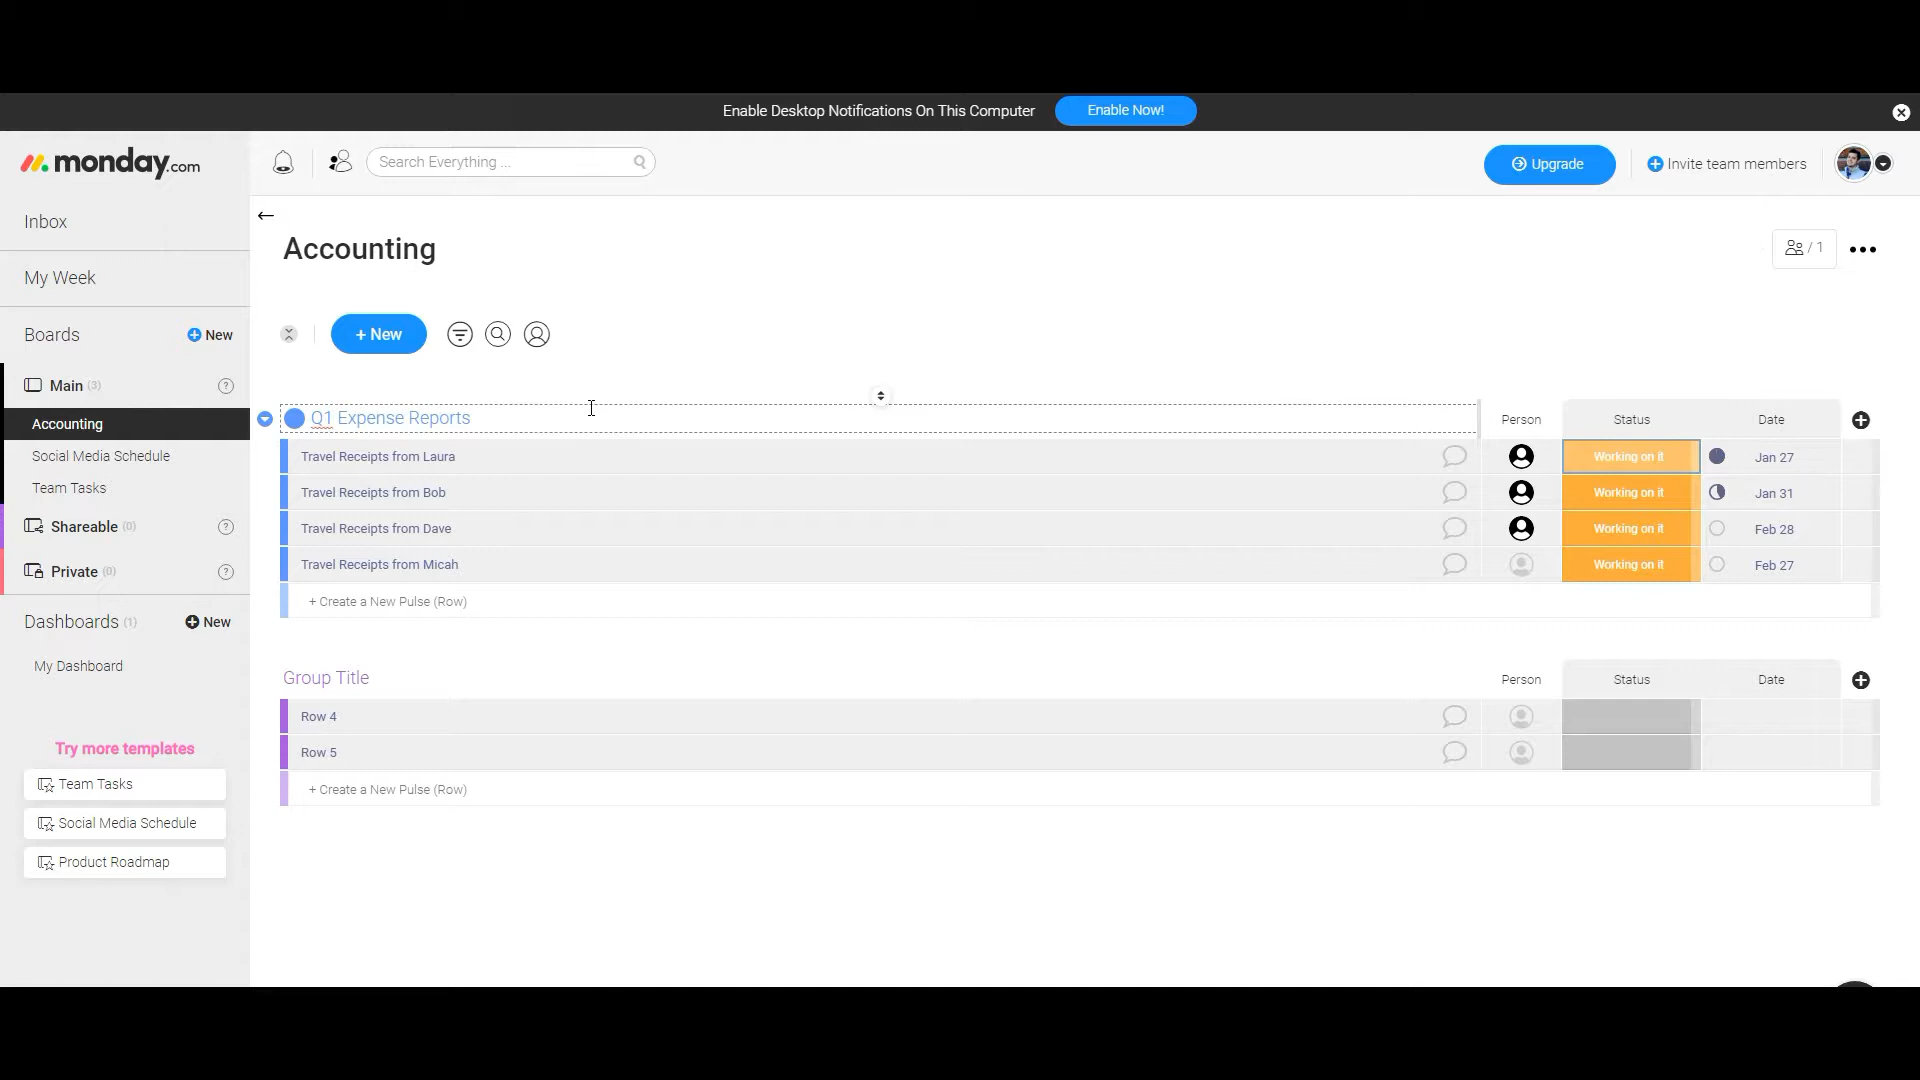 Enable Desktop Notifications On This Computer Enable Now!
monday.com
Search Everything ...
Upgrade
Invite team members
Inbox
Accounting
/ 1
My Week
Boards
New
+ New
Main (3)
Accounting
Social Media Schedule
Team Tasks
Shareable (0)
Private (0)
Dashboards (1)
New
My Dashboard
Try more templates
Team Tasks
Social Media Schedule
Product Roadmap
Q1 Expense Reports Person Status Date
Travel Receipts from Laura Working on it Jan 27
Travel Receipts from Bob Working on it Jan 31
Travel Receipts from Dave Working on it Feb 28
Travel Receipts from Micah Working on it Feb 27
+ Create a New Pulse (Row)
Group Title Person Status Date
Row 4
Row 5
+ Create a New Pulse (Row)